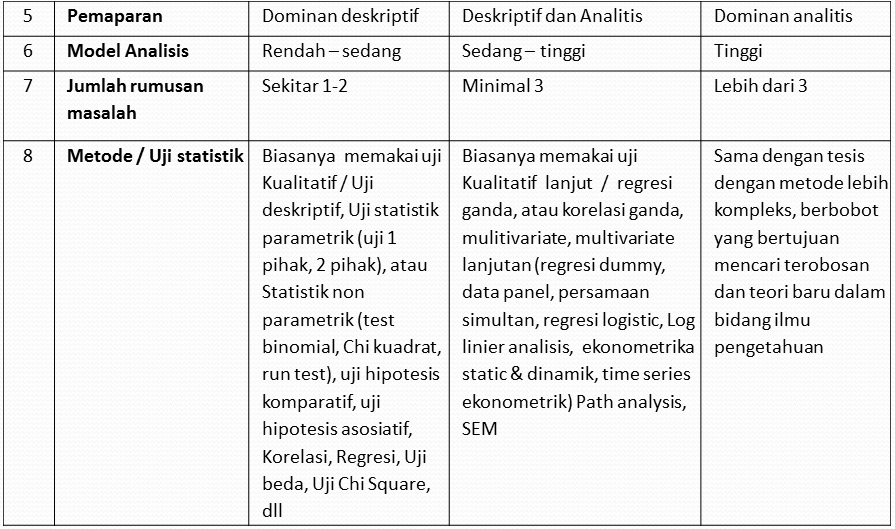 5 Pemaparan Dominan deskriptif Deskriptif dan Analitis Dominan analitis
6 Model Analisis Rendah – sedang Sedang – tinggi Tinggi
7 Jumlah rumusan masalah Sekitar 1-2 Minimal 3 Lebih dari 3
8 Metode / Uji statistik
Biasanya memakai uji
Kualitatif / Uji
deskriptif, Uji statistik
parametrik (uji 1
pihak, 2 pihak), atau
Statistik non
parametrik (test
binomial, Chi kuadrat,
run test), uji hipotesis
komparatif, uji
hipotesis asosiatif,
Korelasi, Regresi, Uji
beda, Uji Chi Square,
dll
Biasanya memakai uji
Kualitatif lanjut / regresi
ganda, atau korelasi ganda,
mulitivariate, multivariate
lanjutan (regresi dummy,
data panel, persamaan
simultan, regresi logistic, Log
linier analisis, ekonometrika
static & dinamik, time series
ekonometrik) Path analysis,
SEM
Sama dengan tesis
dengan metode lebih
kompleks, berbobot
yang bertujuan
mencari terobosan
dan teori baru dalam
bidang ilmu
pengetahuan